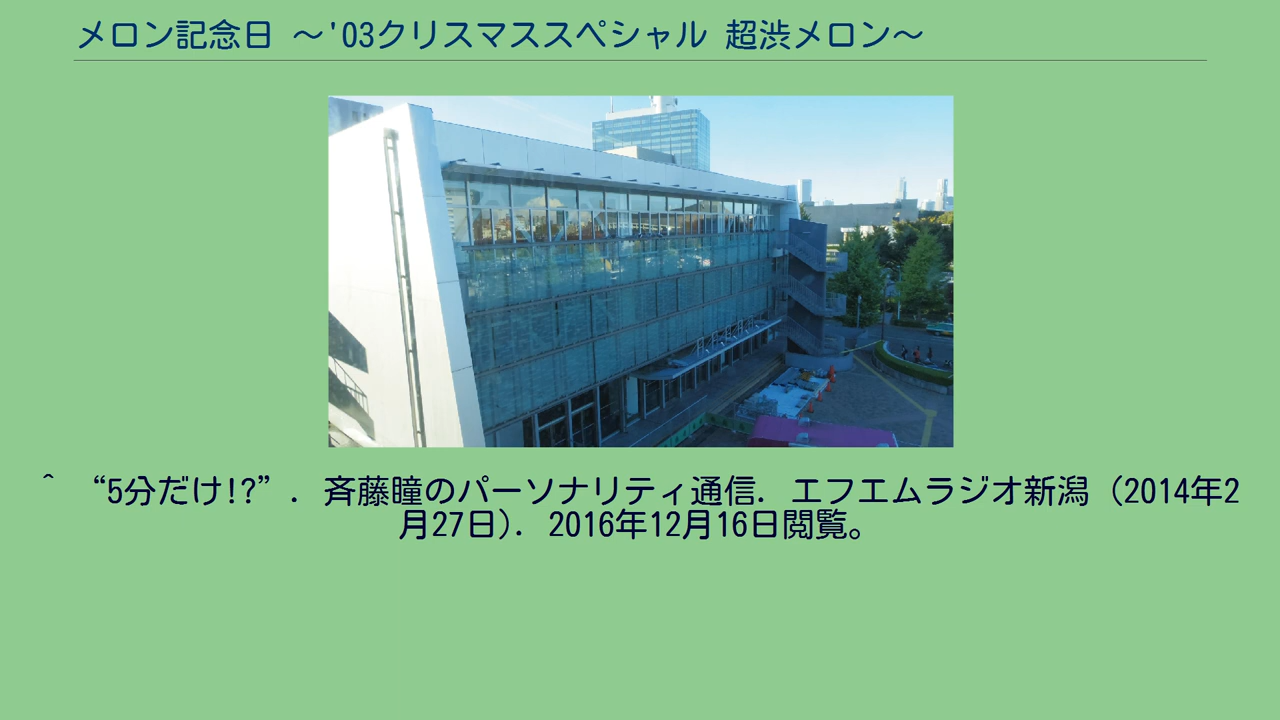 メロン記念日 〜'03クリスマススペシャル 超渋メロン〜
^ “5分だけ!?”. 斉藤瞳のパーソナリティ通信. エフエムラジオ新潟 (2014年2
月27日). 2016年12月16日閲覧。